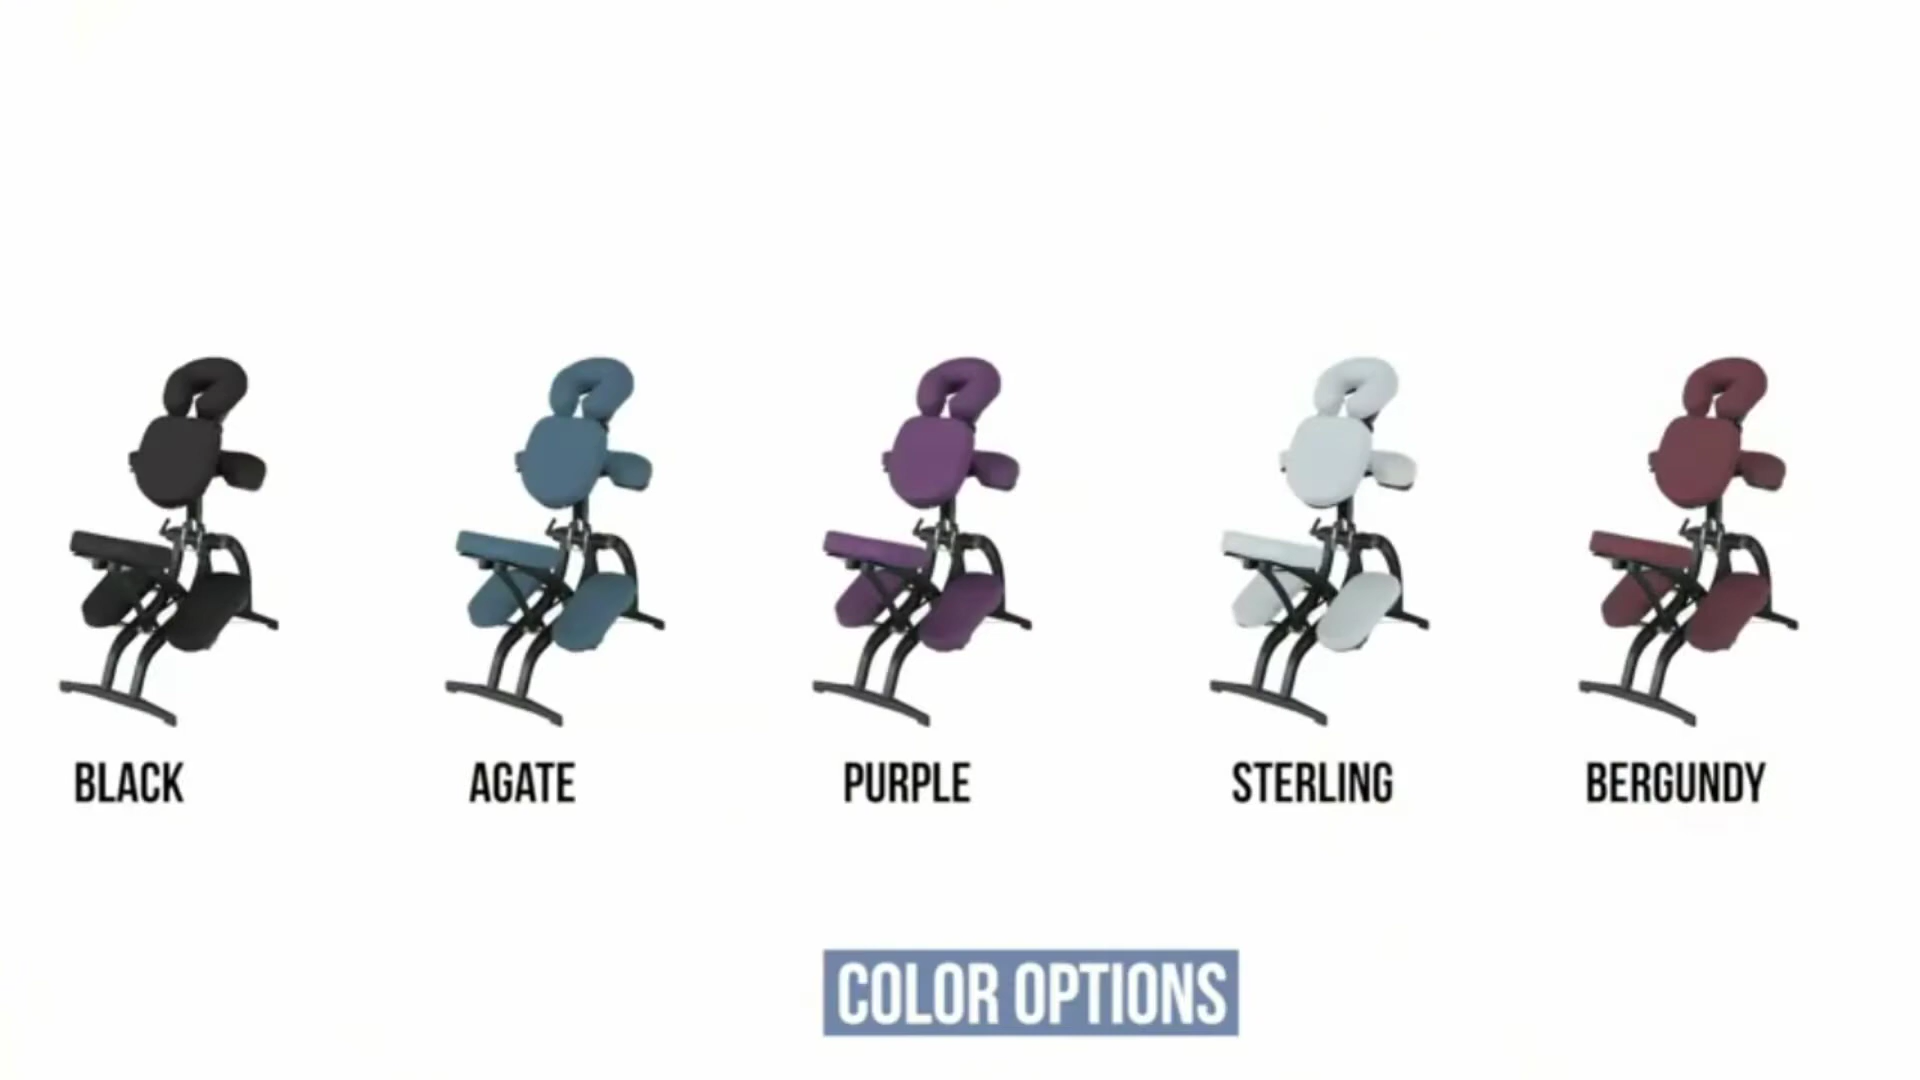 BLACK
AGATE
PURPLE
STERLING
BERGUNDY
COLOR OPTIONS